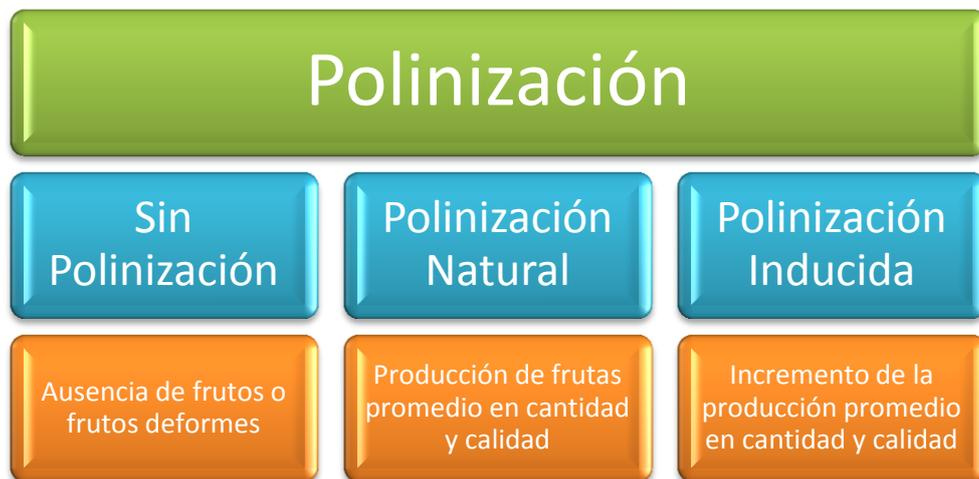 Polinización
Sin
Polinización
Polinización
Natural
Polinización
Inducida
Ausencia de frutos o
frutos deformes
Producción de frutas
promedio en cantidad
y calidad
Incremento de la
producción promedio
en cantidad y calidad